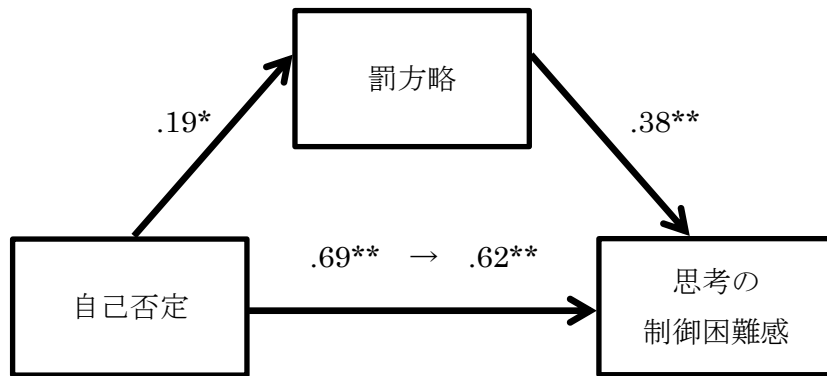 罰方略
.19*
.38**
.69** → .62**
自己否定
思考の
制御困難感